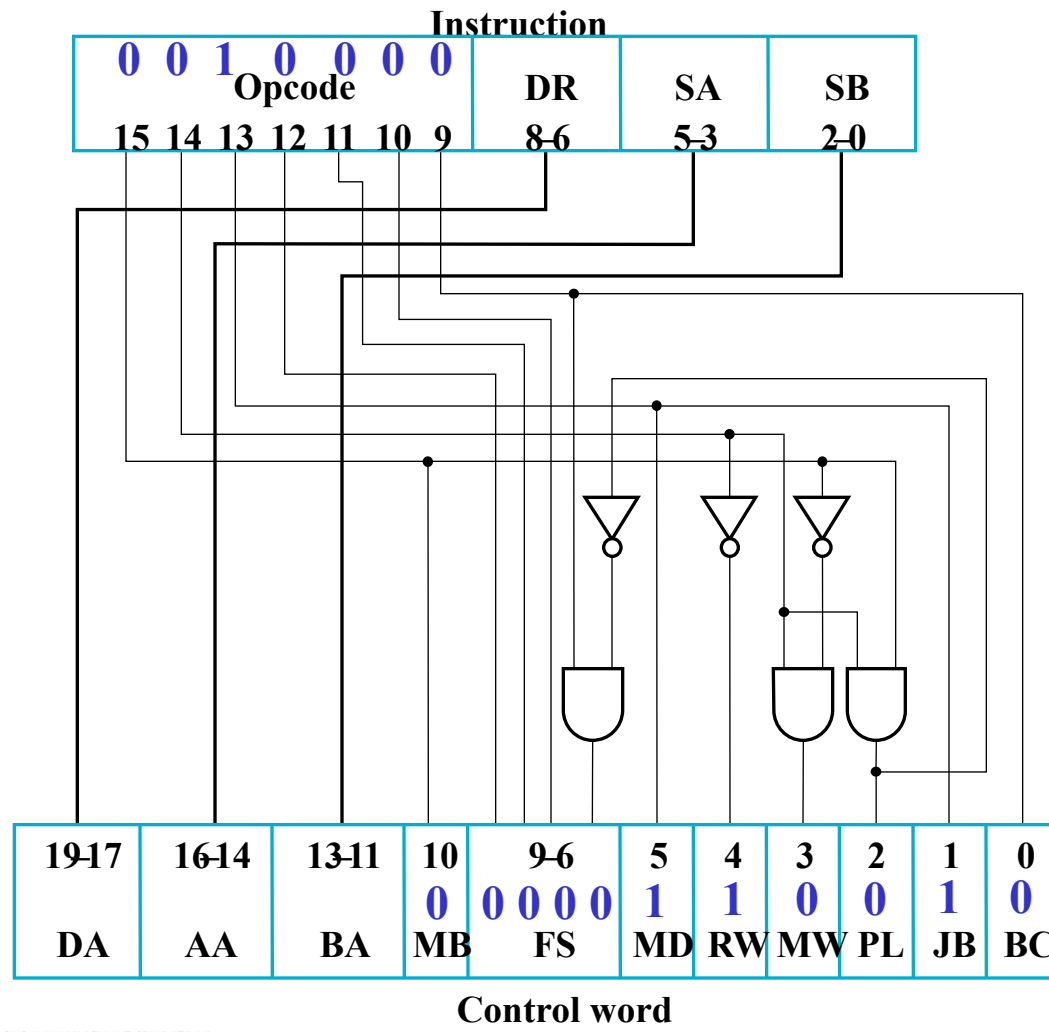 Instruction
0 0 1 0 0 0 0
Opcode DR SA SB
15 14 13 12 11 10 9 8-6 5-3 2-0
19-17 16-14 13-11 10 9-6 5 4 3 2 1 0
0 0 0 0 0 1 1 0 0 1 0
DA AA BA MB FS MD RW MW PL JB BC
Control word